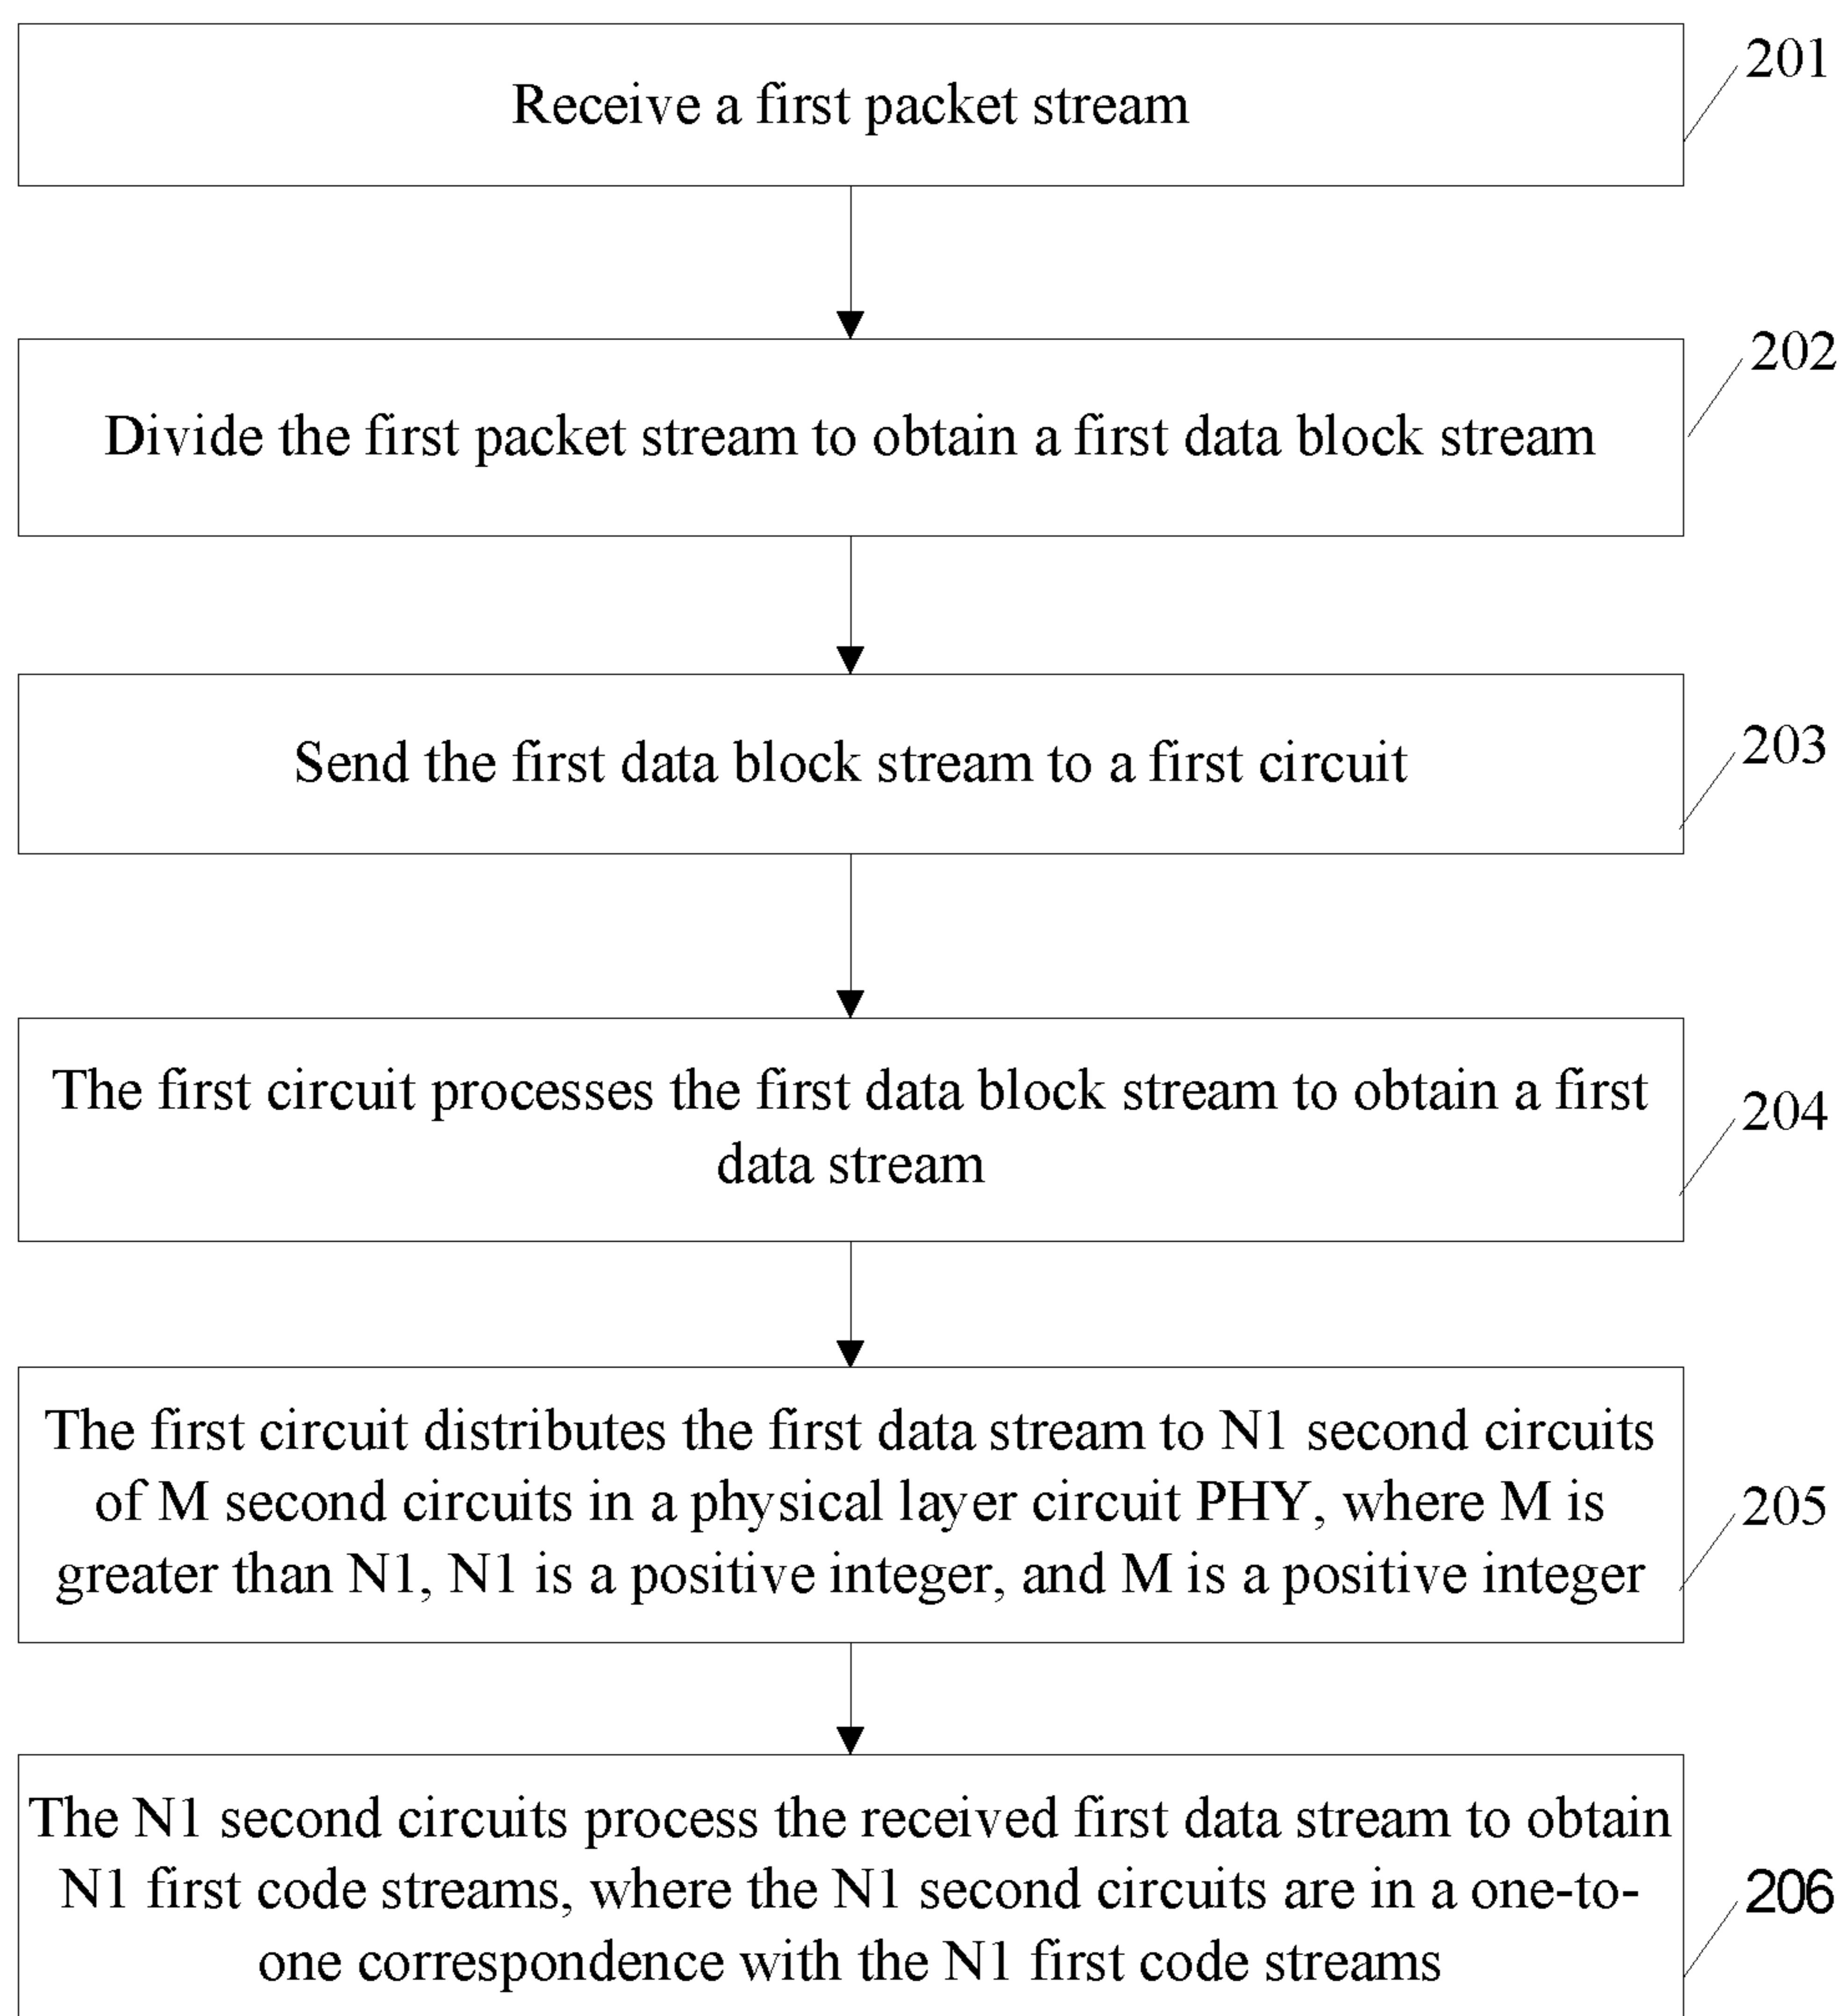 201
Receive a first packet stream
202
Divide the first packet stream to obtain a first data block stream
203
Send the first data block stream to a first circuit
204
The first circuit processes the first data block stream to obtain a first
data stream
205
The first circuit distributes the first data stream to N1 second circuits
of M second circuits in a physical layer circuit PHY, where M is
greater than N1, N1 is a positive integer, and M is a positive integer
206
The N1 second circuits process the received first data stream to obtain
N1 first code streams, where the N1 second circuits are in a one-to-
one correspondence with the N1 first code streams